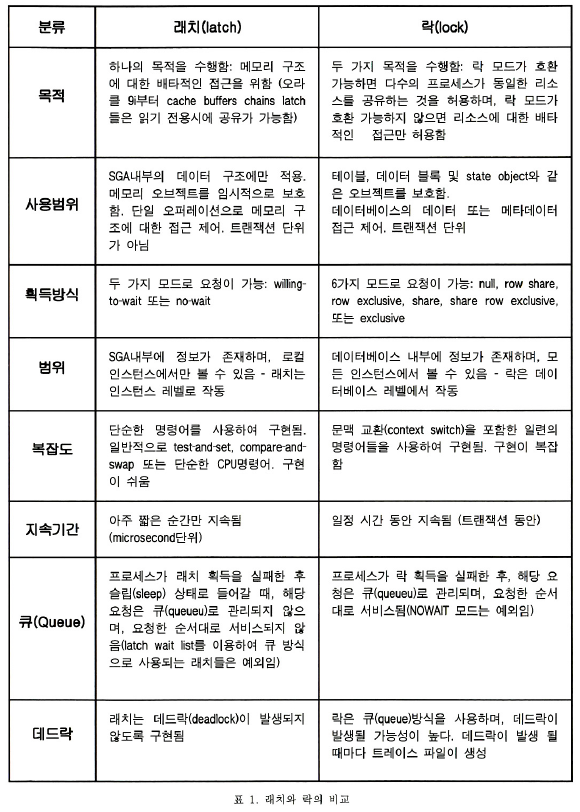 분류
래치(latch)
락(lock)
목적
하나의 목적을 수행함: 메모리 구조
에 대한 배타적인 접근을 위함 (오라
클 9i부터 cache buffers chains latch
들은 읽기 전용시에 공유가 가능함)
두 가지 목적을 수행함: 락 모드가 호환
가능하면 다수의 프로세스가 동일한 리소
스를 공유하는 것을 허용하며, 락 모드가
호환 가능하지 않으면 리소스에 대한 배타
적인 접근만 허용함
사용범위
SGA내부의 데이터 구조에만 적용.
메모리 오브젝트를 임시적으로 보호
함. 단일 오퍼레이션으로 메모리 구
조에 대한 접근 제어. 트랜잭션 단위
가 아님
테이블, 데이터 블록 및 state object와 같
은 오브젝트를 보호함.
데이터베이스의 데이터 또는 메타데이터
접근 제어. 트랜잭션 단위
획득방식
두 가지 모드로 요청이 가능: willing-
to-wait 또는 no-wait
6가지 모드로 요청이 가능: null, row share,
row exclusive, share, share row exclusive,
또는 exclusive
범위
SGA내부에 정보가 존재하며, 로컬
인스턴스에서만 볼 수 있음 - 래치는
인스턴스 레벨로 작동
데이터베이스 내부에 정보가 존재하며, 모
든 인스턴스에서 볼 수 있음 - 락은 데이
터베이스 레벨에서 작동
복잡도
단순한 명령어를 사용하여 구현됨.
일반적으로 test-and-set, compare-and-
swap 또는 단순한 CPU명령어. 구현
이 쉬움
문맥 교환(context switch)을 포함한 일련의
명령어들을 사용하여 구현됨. 구현이 복잡
함
지속기간
아주 짧은 순간만 지속됨
(microsecond단위)
일정 시간 동안 지속됨 (트랜잭션 동안)
큐(Queue)
프로세스가 래치 획득을 실패한 후
슬립(sleep) 상태로 들어갈 때, 해당
요청은 큐(queueu)로 관리되지 않으
며, 요청한 순서대로 서비스되지 않
음(latch wait list를 이용하여 큐 방식
으로 사용되는 래치들은 예외임)
프로세스가 락 획득을 실패한 후, 해당 요
청은 큐(queueu)로 관리되며, 요청한 순서
대로 서비스됨(NOWAIT 모드는 예외임)
데드락
래치는 데드락(deadlock)이 발생되지
않도록 구현됨
락은 큐(queue)방식을 사용하며, 데드락이
발생될 가능성이 높다. 데드락이 발생 될
때마다 트레이스 파일이 생성
표 1. 래치와 락의 비교